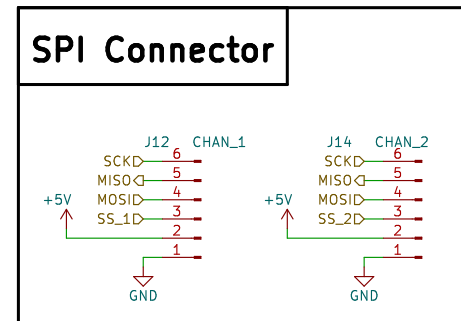 SPI Connector
J12 CHAN_1
SCK 6
MISO 5
MOSI 4
+5V
SS_1 3
2
1
GND
J14 CHAN_2
SCK 6
MISO 5
MOSI 4
+5V
SS_2 3
2
1
GND